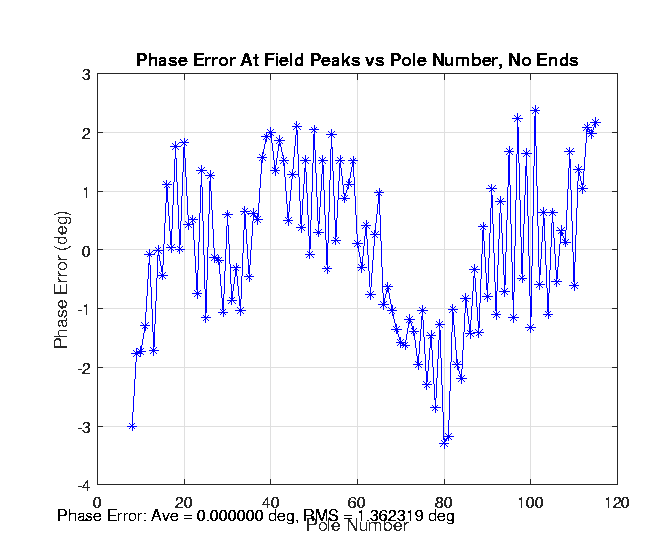 Phase Error At Field Peaks vs Pole Number, No Ends
3
2
1
0
-1
-2
-3
-4
Phase Error (deg)
0 20 40 60 80 100 120
Phase Error: Ave = 0.000000 deg, RMS = 1.362319 deg
Pole Number